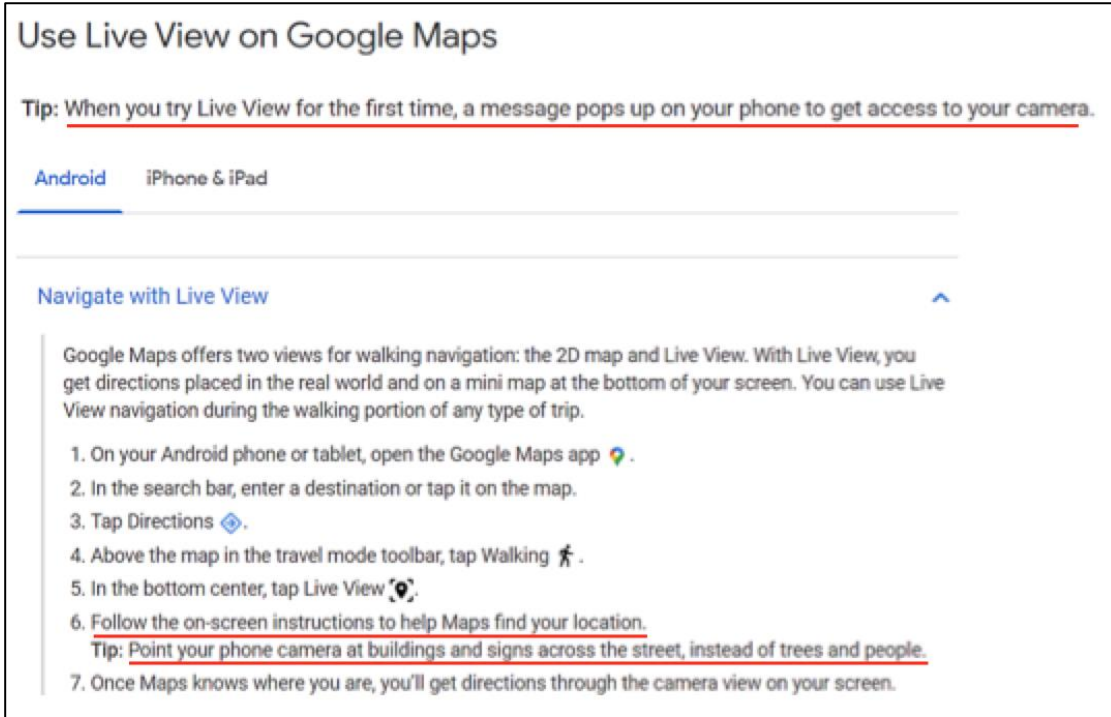 Use Live View on Google Maps
Tip: When you try Live View for the first time, a message pops up on your phone to get access to your camera.
Android iPhone & iPad
Navigate with Live View
Google Maps offers two views for walking navigation: the 2D map and Live View. With Live View, you
get directions placed in the real world and on a mini map at the bottom of your screen. You can use Live
View navigation during the walking portion of any type of trip.
1. On your Android phone or tablet, open the Google Maps app .
2. In the search bar, enter a destination or tap it on the map.
3. Tap Directions .
4. Above the map in the travel mode toolbar, tap Walking .
5. In the bottom center, tap Live View .
6. Follow the on-screen instructions to help Maps find your location.
Tip: Point your phone camera at buildings and signs across the street, instead of trees and people.
7. Once Maps knows where you are, you'll get directions through the camera view on your screen.